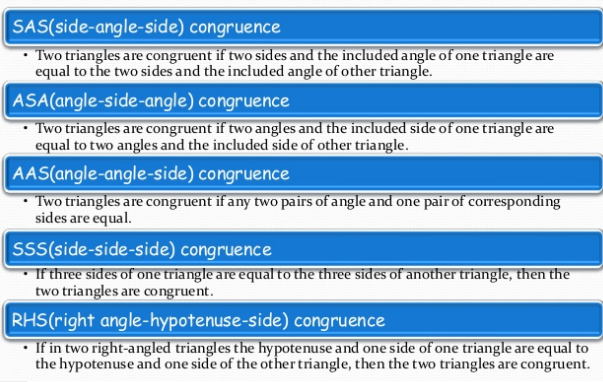 SAS(side-angle-side) congruence
• Two triangles are congruent if two sides and the included angle of one triangle are
equal to the two sides and the included angle of other triangle.
ASA(angle-side-angle) congruence
• Two triangles are congruent if two angles and the included side of one triangle are
equal to two angles and the included side of other triangle.
AAS(angle-angle-side) congruence
• Two triangles are congruent if any two pairs of angle and one pair of corresponding
sides are equal.
SSS(side-side-side) congruence
• If three sides of one triangle are equal to the three sides of another triangle, then the
two triangles are congruent.
RHS(right angle-hypotenuse-side) congruence
• If in two right-angled triangles the hypotenuse and one side of one triangle are equal to
the hypotenuse and one side of the other triangle, then the two triangles are congruent.